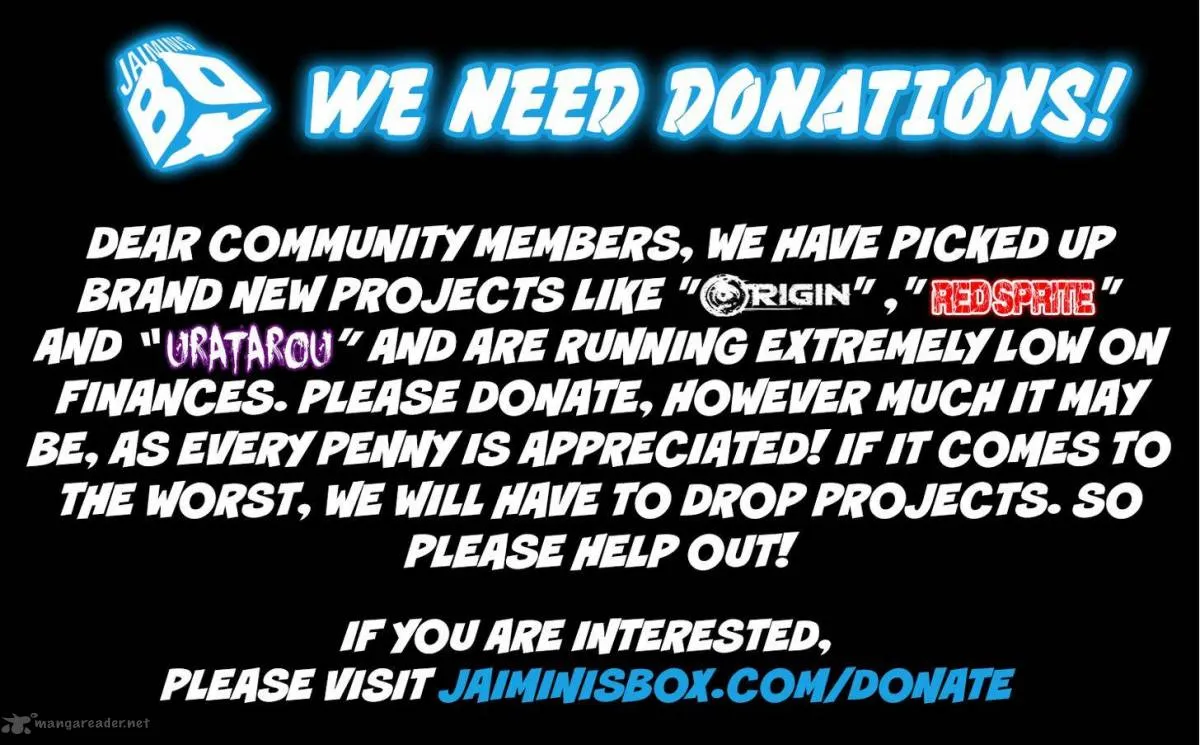 JAIMINIS
BOX
WE NEED DONATIONS!
DEAR COMMUNITY MEMBERS, WE HAVE PICKED UP
BRAND NEW PROJECTS LIKE "ORIGIN" ,"REDSPRITE"
AND "URATAROU" AND ARE RUNNING EXTREMELY LOW ON
FINANCES. PLEASE DONATE, HOWEVER MUCH IT MAY
BE, AS EVERY PENNY IS APPRECIATED! IF IT COMES TO
THE WORST, WE WILL HAVE TO DROP PROJECTS. SO
PLEASE HELP OUT!
IF YOU ARE INTERESTED,
PLEASE VISIT JAIMINISBOX.COM/DONATE
mangareader.net